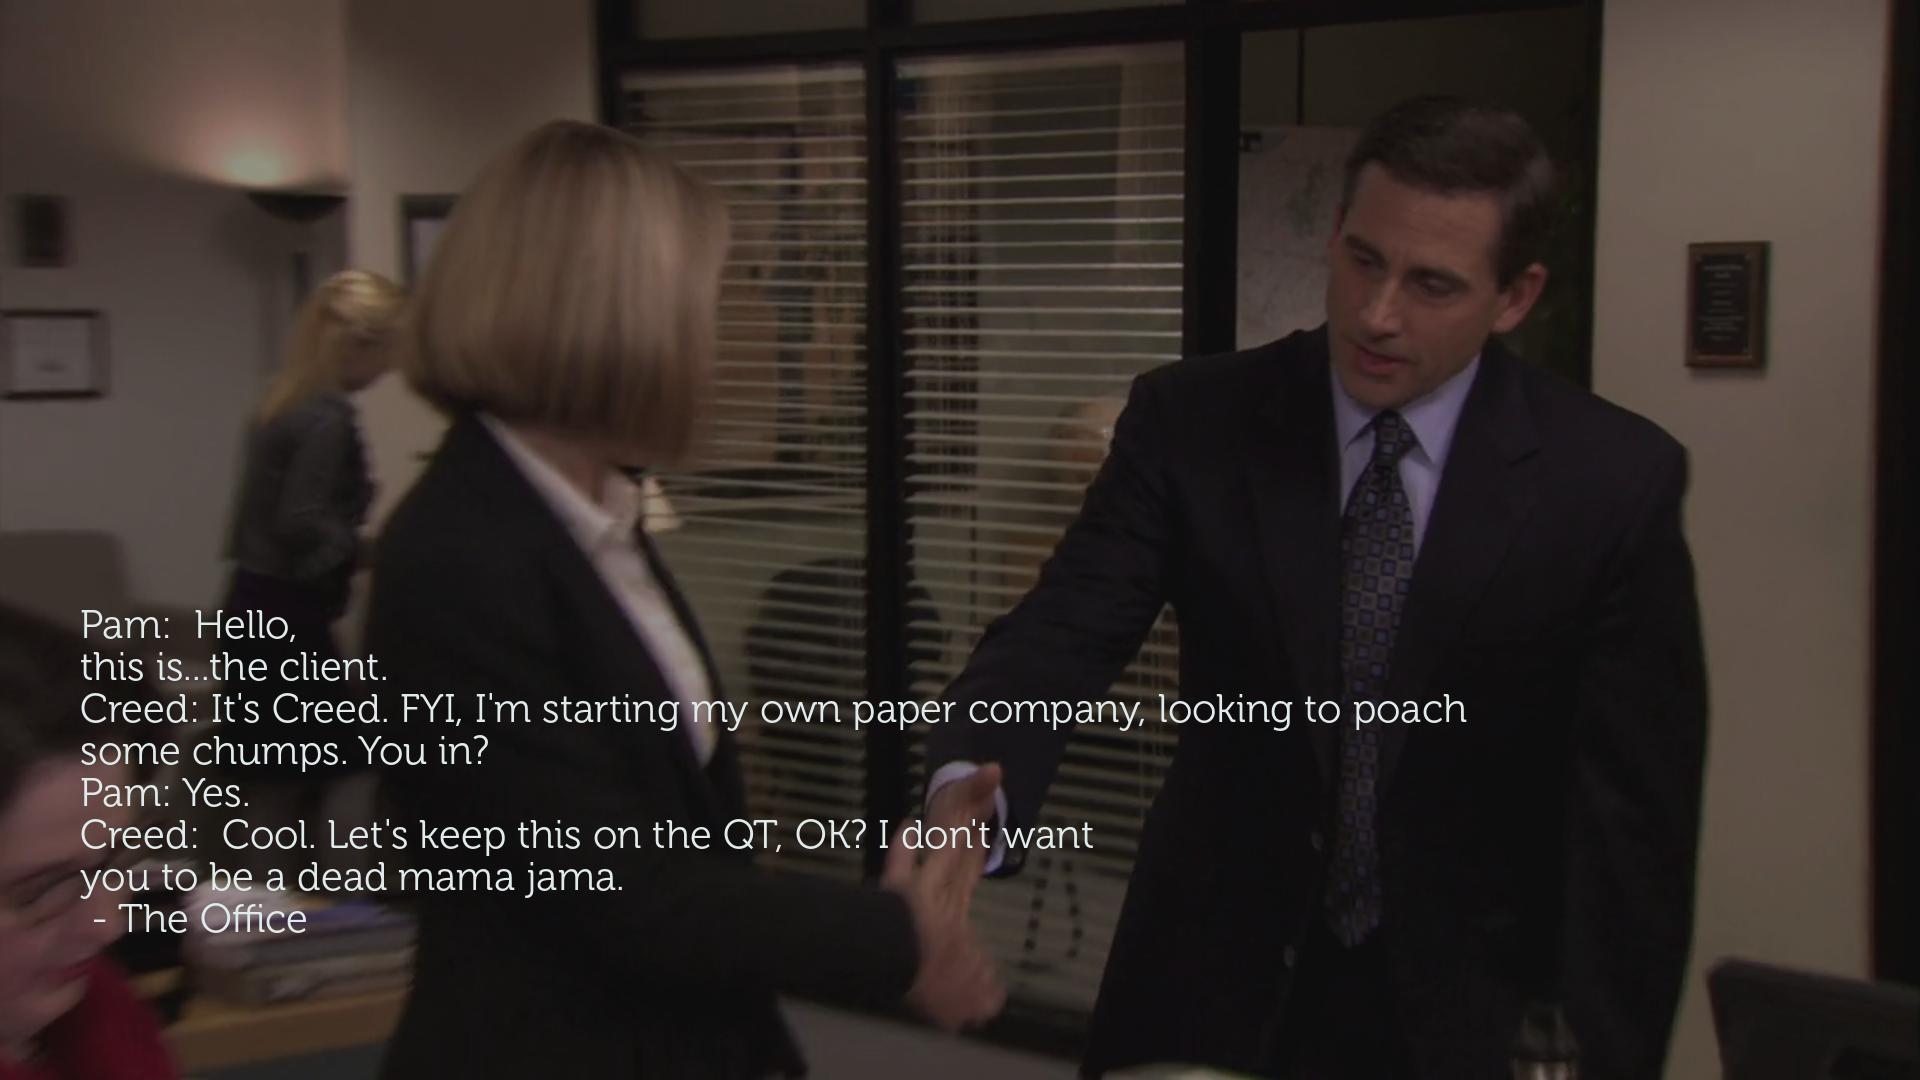 Pam:  Hello,
this is...the client.
Creed: It's Creed. FYI, I'm starting my own paper company, looking to poach
some chumps. You in?
Pam: Yes.
Creed:  Cool. Let's keep this on the QT, OK? I don't want
you to be a dead mama jama.
- The Office